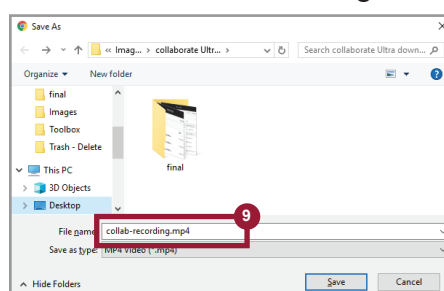 Save As
« Imag... › collaborate Ultr... ›
Search collaborate Ultra down...
Organize
New folder
final
Images
Toolbox
Trash - Delete
This PC
3D Objects
Desktop
final
9
File name: collab-recording.mp4
Save as type: MP4 Video (*.mp4)
Hide Folders
Save
Cancel